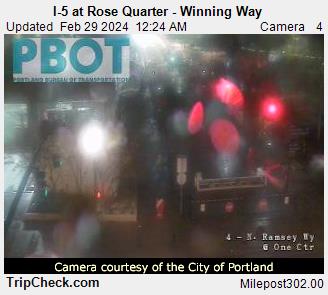 I-5 at Rose Quarter - Winning Way
Updated Feb 29 2024 12:24 AM Camera 4
PBOT
PORTLAND BUREAU OF TRANSPORTATION
4 - N. Ramsey Wy
@ One Ctr
Camera courtesy of the City of Portland
TripCheck.com Milepost302.00